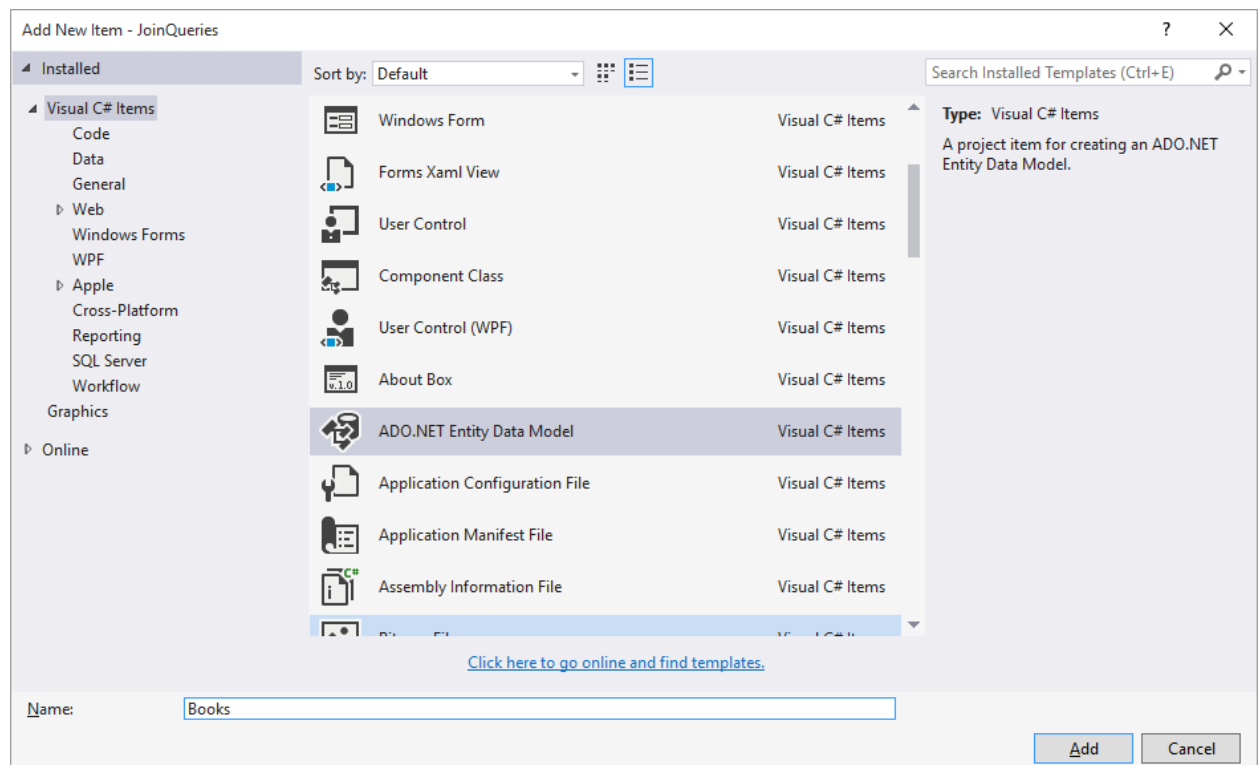 Add New Item - JoinQueries
?
Installed
Sort by: Default
Search Installed Templates (Ctrl+E)
Visual C# Items
Code
Data
General
Web
Windows Forms
WPF
Apple
Cross-Platform
Reporting
SQL Server
Workflow
Graphics
Online
Windows Form Visual C# Items
Forms Xaml View Visual C# Items
User Control Visual C# Items
Component Class Visual C# Items
User Control (WPF) Visual C# Items
v.1.0
About Box Visual C# Items
ADO.NET Entity Data Model Visual C# Items
Application Configuration File Visual C# Items
Application Manifest File Visual C# Items
C#
Assembly Information File Visual C# Items
Type: Visual C# Items
A project item for creating an ADO.NET
Entity Data Model.
Click here to go online and find templates.
Name: Books
Add Cancel